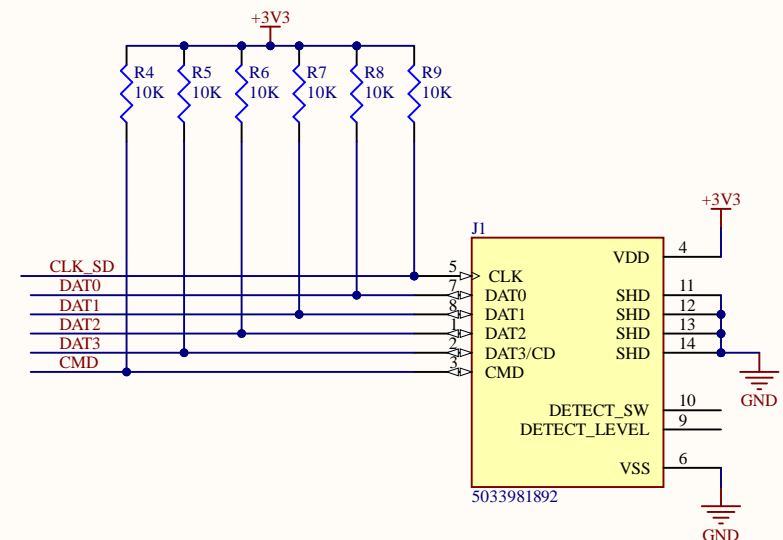 +3V3
R4 R5 R6 R7 R8 R9
10K 10K 10K 10K 10K 10K
+3V3
J1
CLK_SD 5 CLK
DAT0 7 DAT0
DAT1 8 DAT1
DAT2 1 DAT2
DAT3 2 DAT3/CD
CMD 3 CMD
VDD 4
SHD 11
SHD 12
SHD 13
SHD 14
GND
DETECT_SW 10
DETECT_LEVEL 9
VSS 6
5033981892
GND